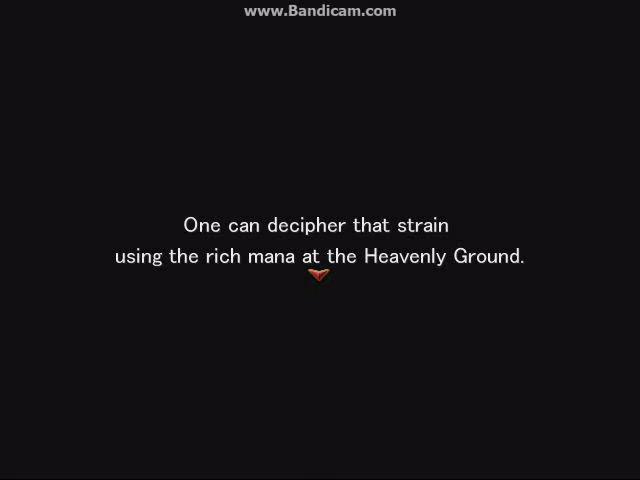 www.Bandicam.com
One can decipher that strain
using the rich mana at the Heavenly Ground.